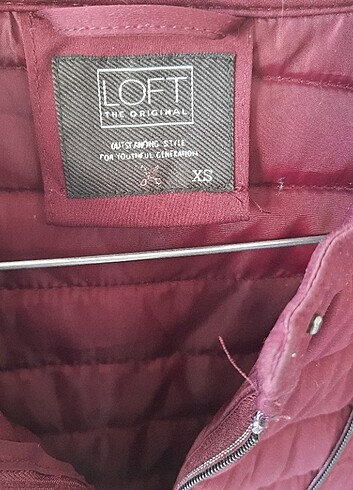 LOFT
THE ORIGINAL
OUTSTANDING STYLE
FOR YOUTHFUL GENERATION
XS